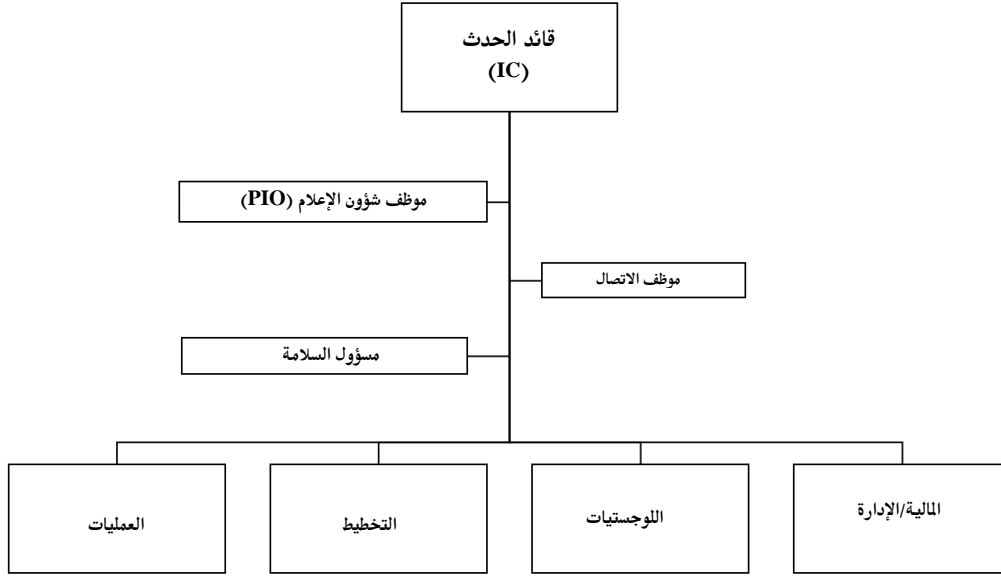 قائد الحدث
(IC)
موظف شؤون الإعلام (PIO)
موظف الاتصال
مسؤول السلامة
المالية/الإدارة
اللوجستيات
التخطيط
العمليات